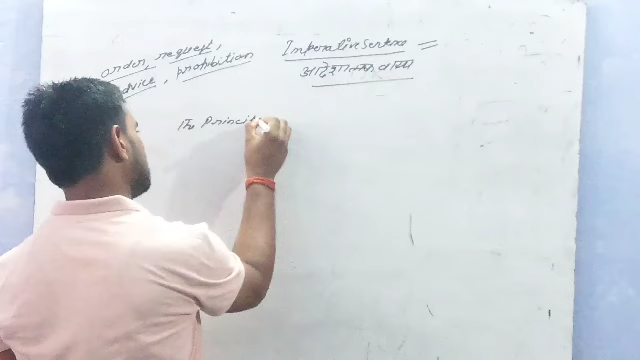 order, request, Imperative Sentence =
advice, prohibition आदेशात्मक वाक्य
The Princi